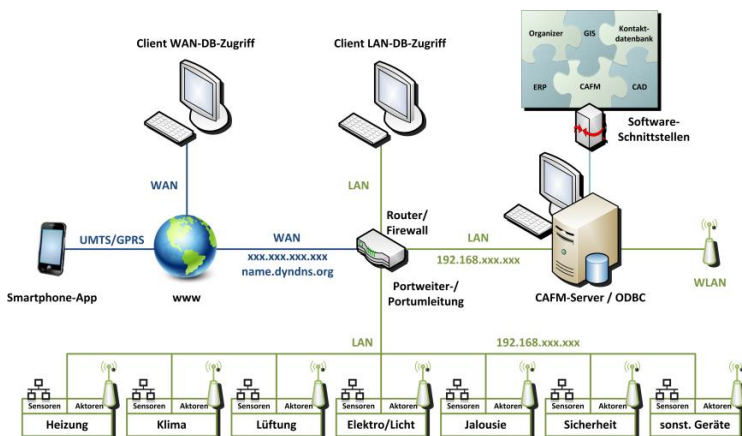 Client WAN-DB-Zugriff
Client LAN-DB-Zugriff
Organizer
GIS
Kontakt-
datenbank
ERP
CAFM
CAD
Software-
Schnittstellen
WAN
LAN
UMTS/GPRS
WAN
xxx.xxx.xxx.xxx
name.dyndns.org
Router/
Firewall
LAN
192.168.xxx.xxx
Smartphone-App
www
Portweiter-/
Portumleitung
CAFM-Server / ODBC
WLAN
LAN
192.168.xxx.xxx
Sensoren Aktoren
Heizung
Sensoren Aktoren
Klima
Sensoren Aktoren
Lüftung
Sensoren Aktoren
Elektro/Licht
Sensoren Aktoren
Jalousie
Sensoren Aktoren
Sicherheit
Sensoren Aktoren
sonst. Geräte